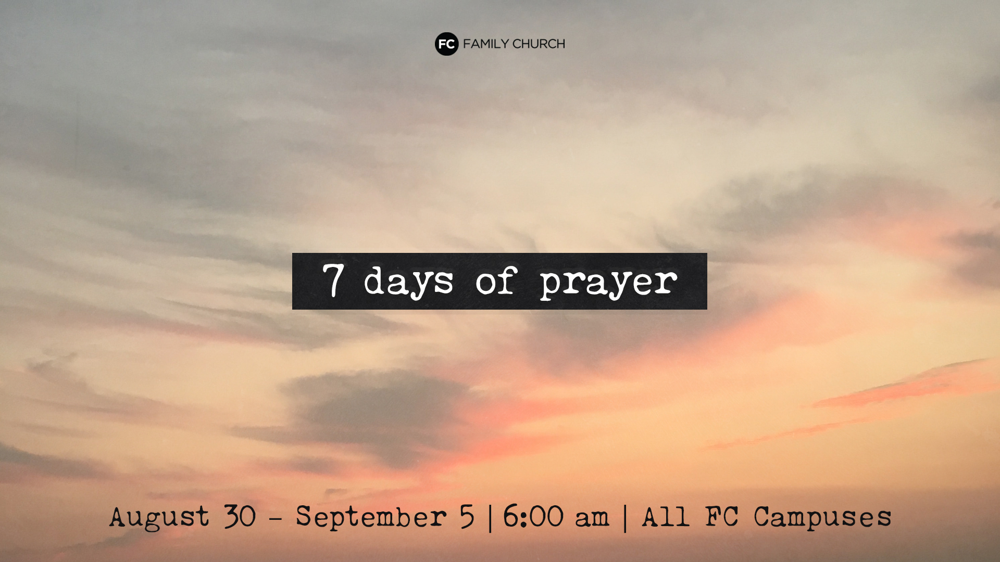 FC FAMILY CHURCH
7 days of prayer
August 30 – September 5 | 6:00 am | All FC Campuses